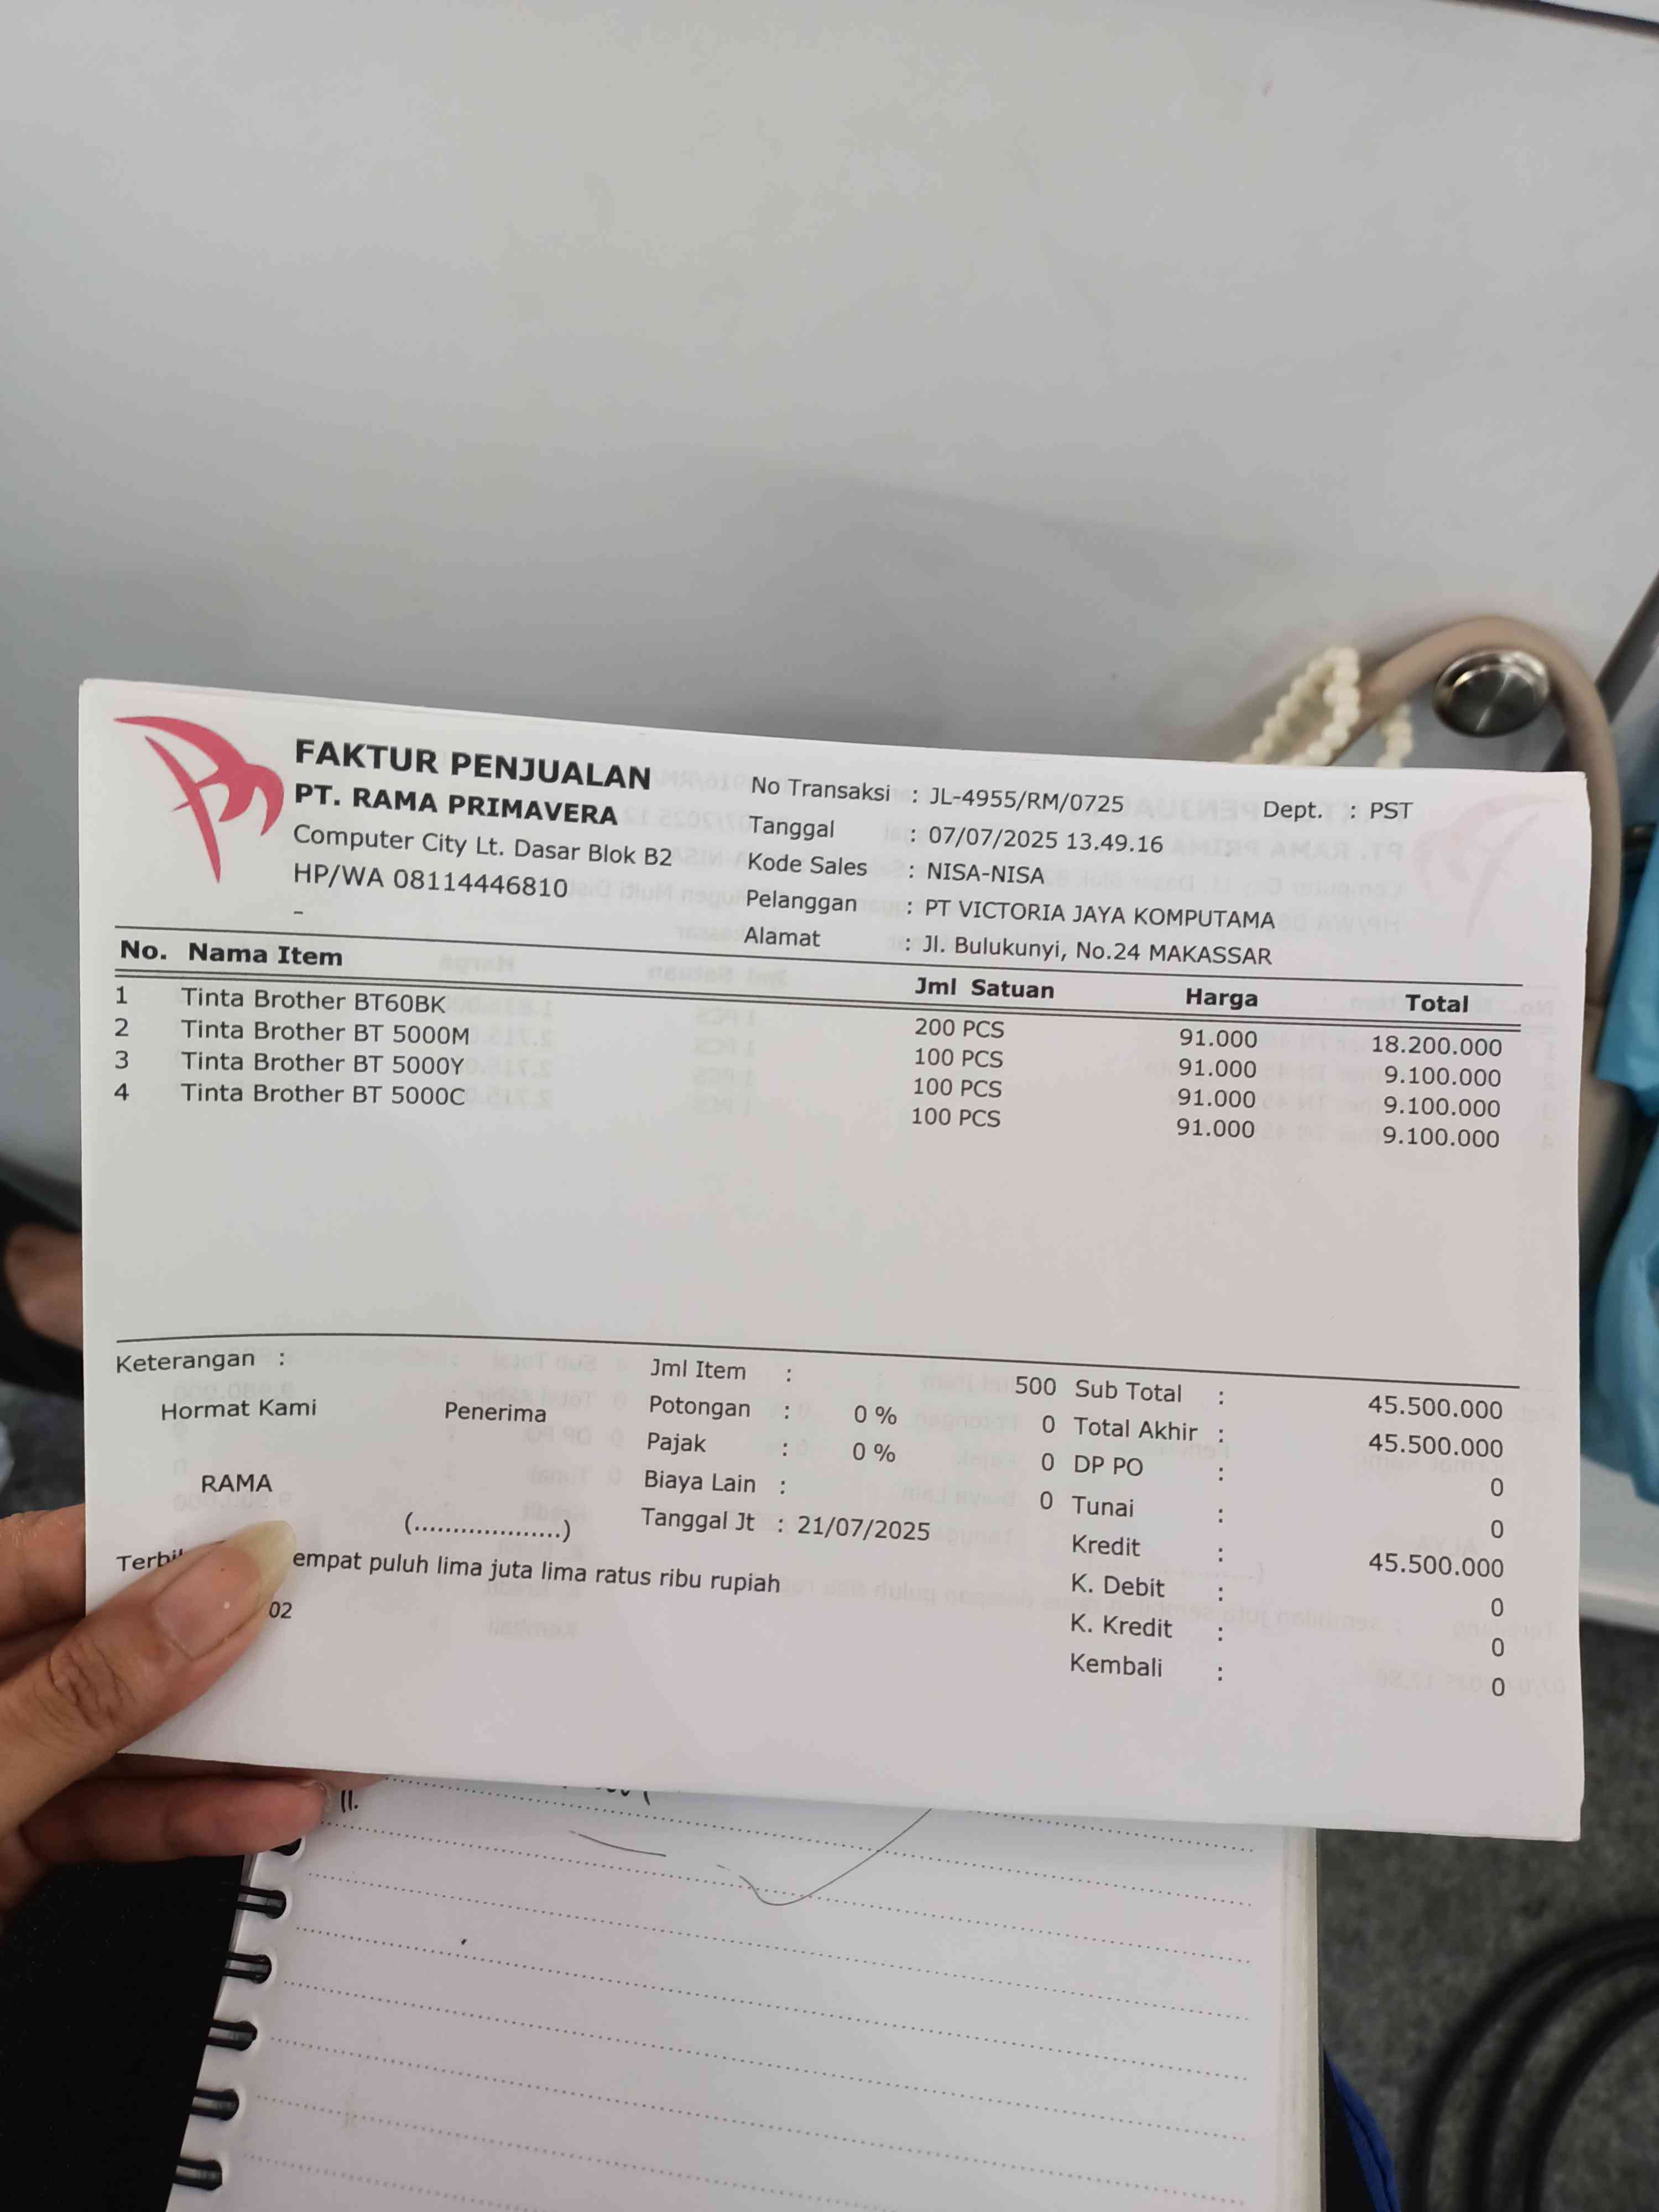 FAKTUR PENJUALAN
PT. RAMA PRIMAVERA
Computer City Lt. Dasar Blok B2
HP/WA 08114446810
-
No Transaksi : JL-4955/RM/0725 Dept. : PST
Tanggal : 07/07/2025 13.49.16
Kode Sales : NISA-NISA
Pelanggan : PT VICTORIA JAYA KOMPUTAMA
Alamat : Jl. Bulukunyi, No.24 MAKASSAR
No. Nama Item Jml Satuan Harga Total
1 Tinta Brother BT60BK 200 PCS 91.000 18.200.000
2 Tinta Brother BT 5000M 100 PCS 91.000 9.100.000
3 Tinta Brother BT 5000Y 100 PCS 91.000 9.100.000
4 Tinta Brother BT 5000C 100 PCS 91.000 9.100.000
Keterangan :
Hormat Kami Penerima
RAMA
(...................)
Jml Item : 500
Potongan : 0 % 0
Pajak : 0 % 0
Biaya Lain : 0
Tanggal Jt : 21/07/2025
Sub Total : 45.500.000
Total Akhir : 45.500.000
DP PO : 0
Tunai : 0
Kredit : 45.500.000
K. Debit : 0
K. Kredit : 0
Kembali : 0
empat puluh lima juta lima ratus ribu rupiah
02
11.